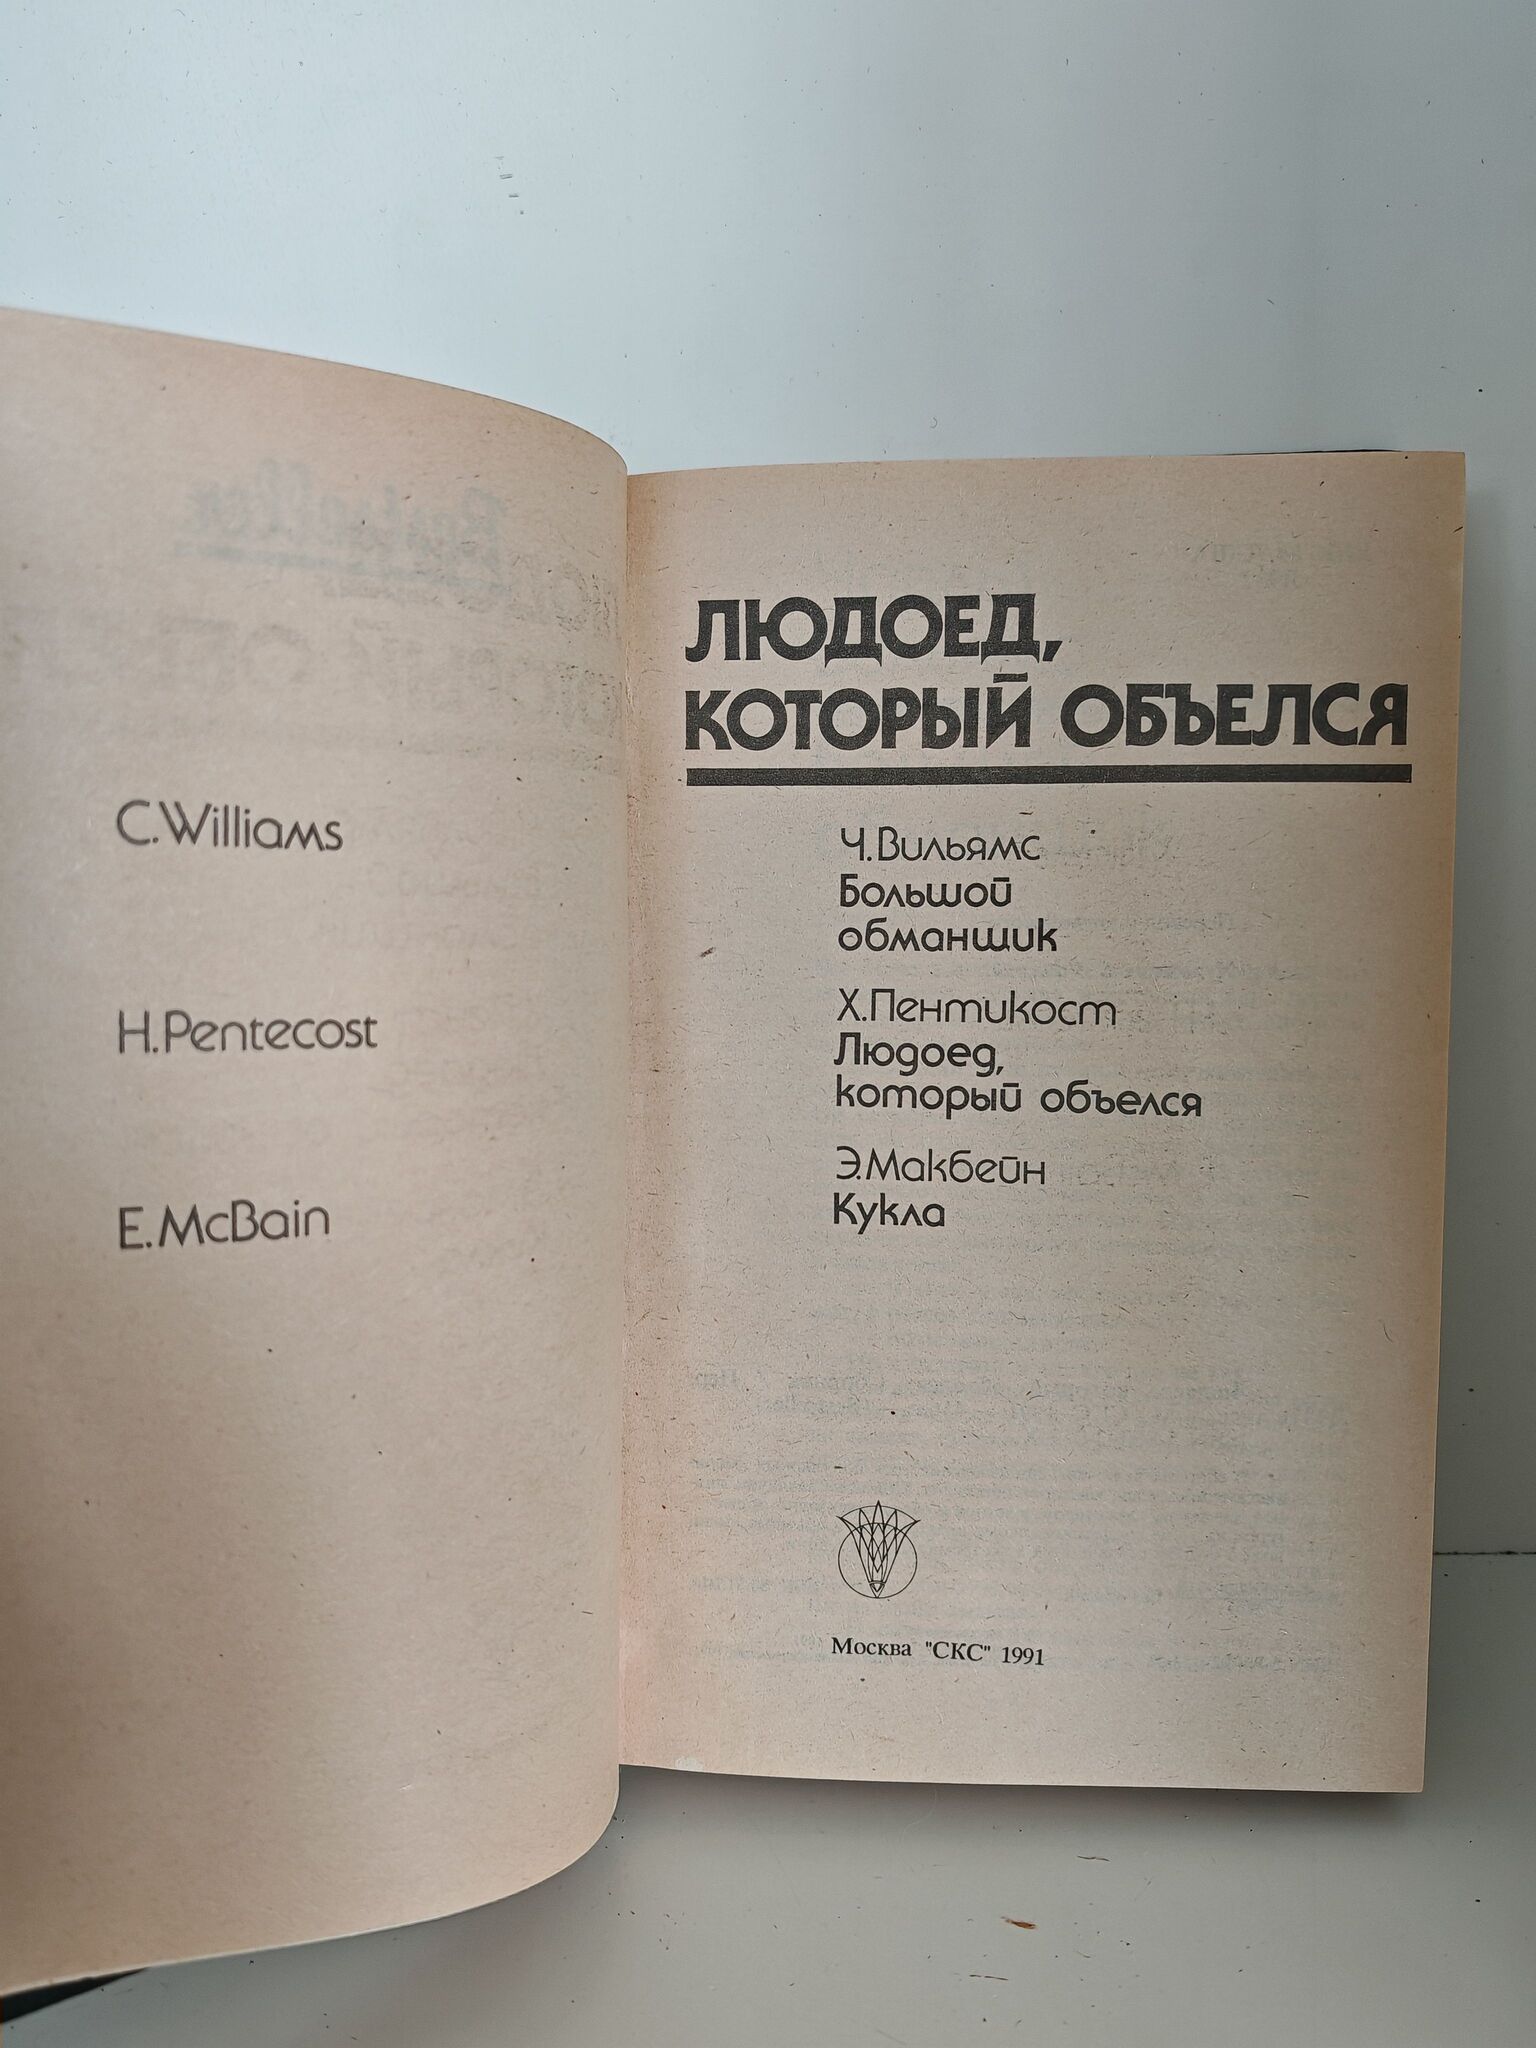 C.Williams
H.Pentecost
E.McBain
ЛЮДОЕД,
КОТОРЫЙ ОБЪЕЛСЯ
Ч.Вильямс
Большой
обманщик
Х.Пентикост
Людоед,
который объелся
Э.Макбейн
Кукла
Москва "СКС" 1991